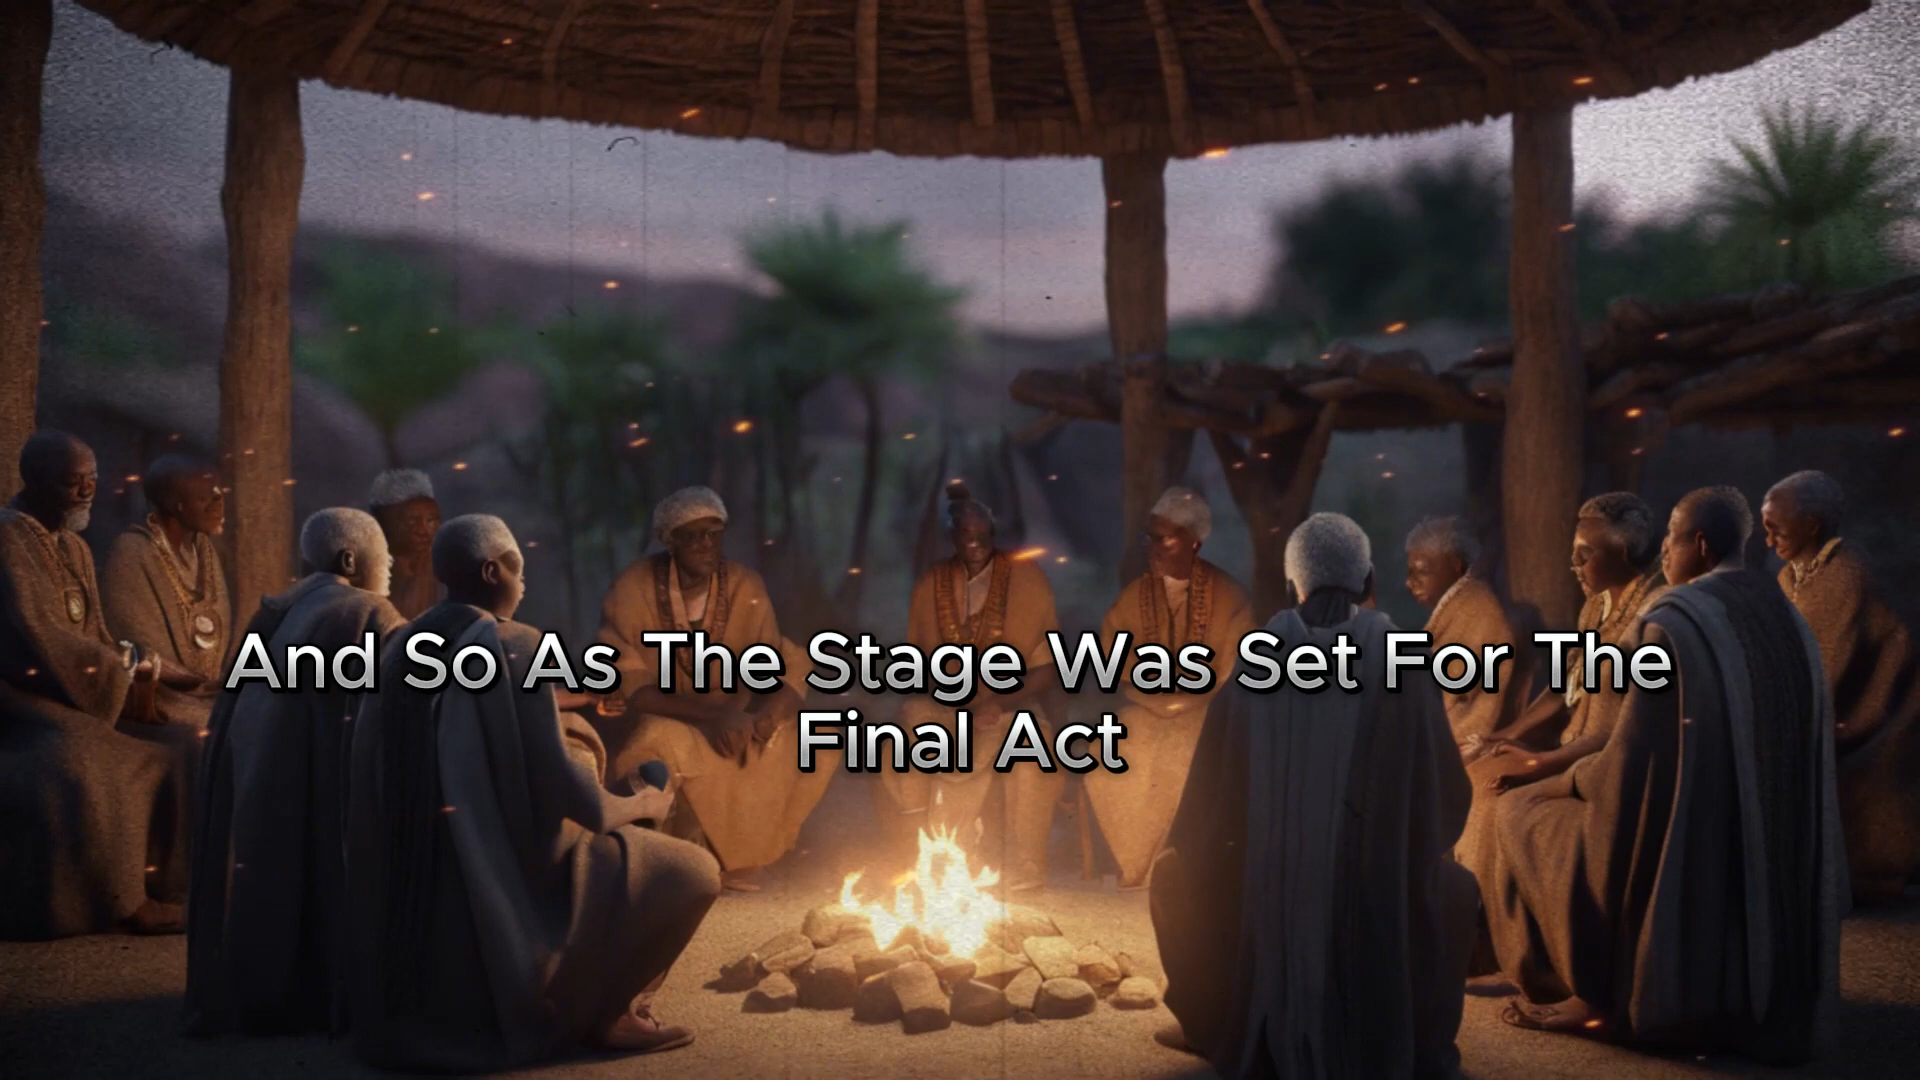 And So As The Stage Was Set For The
Final Act